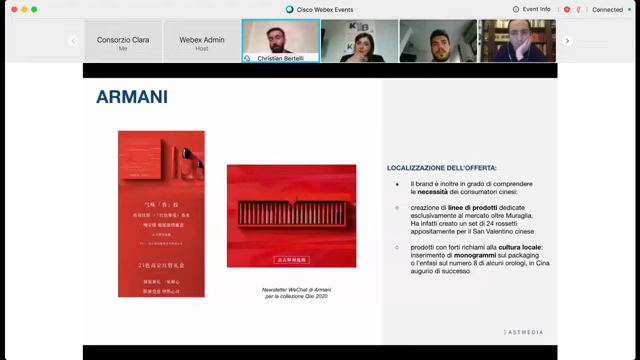 Cisco Webex Events
Event Info
Connected
Consorzio Clara
Me
Webex Admin
Host
Christian Bertelli
ARMANI
LOCALIZZAZIONE DELL'OFFERTA:
Il brand è inoltre in grado di comprendere
le necessità dei consumatori cinesi:
creazione di linee di prodotti dedicate
esclusivamente al mercato oltre Muraglia.
Ha infatti creato un set di 24 rossetti
appositamente per il San Valentino cinese
prodotti con forti richiami alla cultura locale:
inserimento di monogrammi sul packaging
o l'enfasi sul numero 8 di alcuni orologi, in Cina
augurio di successo
Newsletter WeChat di Armani
per la collezione Qixi 2020
EASTMEDIA